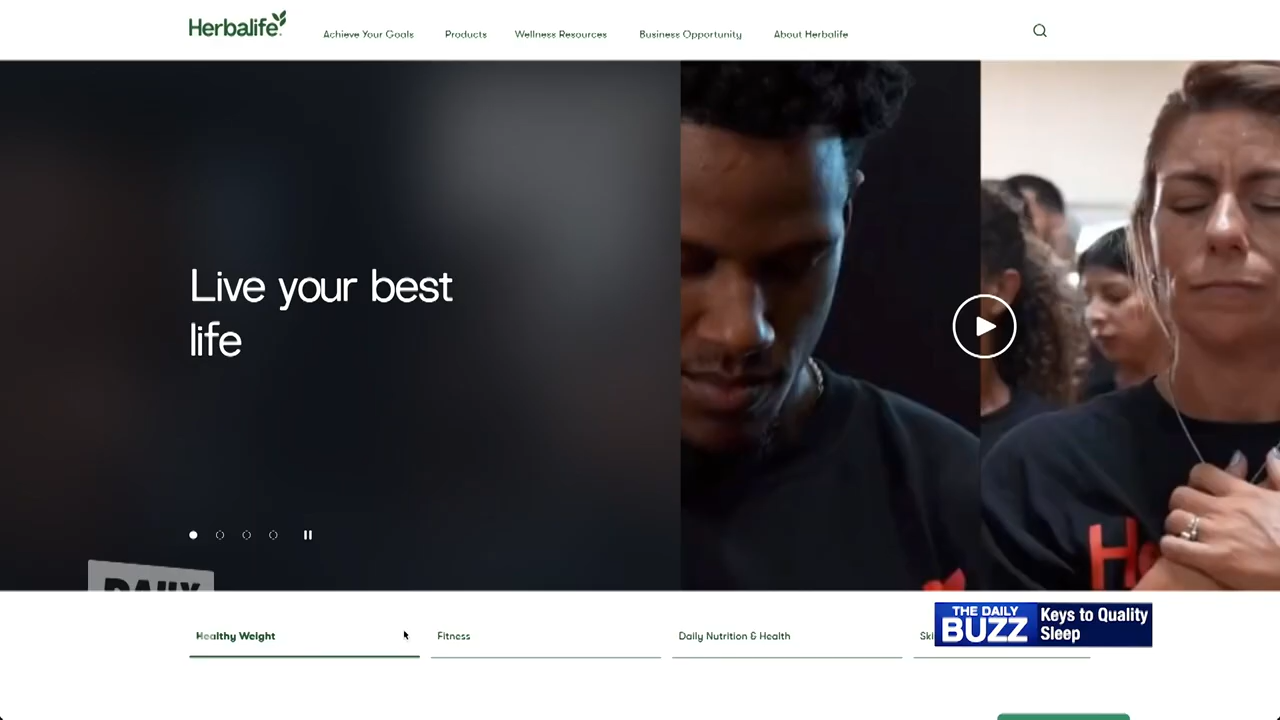 Herbalife
Achieve Your Goals
Products
Wellness Resources
Business Opportunity
About Herbalife
Live your best
life
DAILY
Healthy Weight
Fitness
Daily Nutrition & Health
THE DAILY
BUZZ
Keys to Quality
Sleep